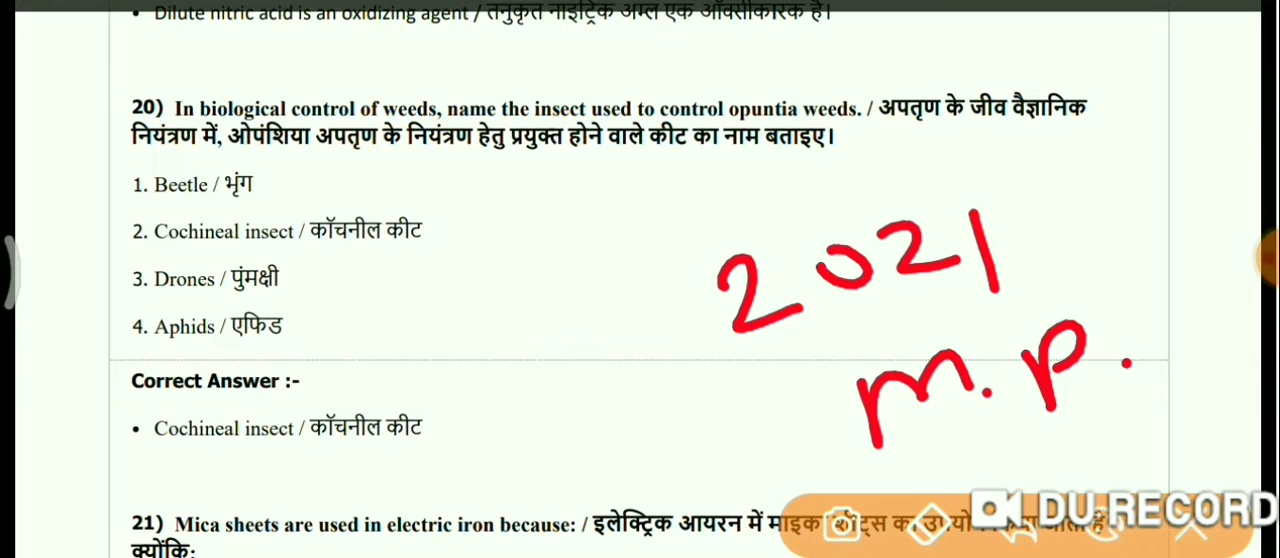 • Dilute nitric acid is an oxidizing agent / तनुकृत नाइट्रिक अम्ल एक ऑक्सीकारक है।
20) In biological control of weeds, name the insect used to control opuntia weeds. / अपतृण के जीव वैज्ञानिक
नियंत्रण में, ओपंशिया अपतृण के नियंत्रण हेतु प्रयुक्त होने वाले कीट का नाम बताइए।
1. Beetle / भृंग
2. Cochineal insect / कॉचनील कीट
3. Drones / पुंमक्षी
4. Aphids / एफिड
2021
M.P.
Correct Answer :-
• Cochineal insect / कॉचनील कीट
21) Mica sheets are used in electric iron because: / इलेक्ट्रिक आयरन में
क्योंकि:
DU RECORD